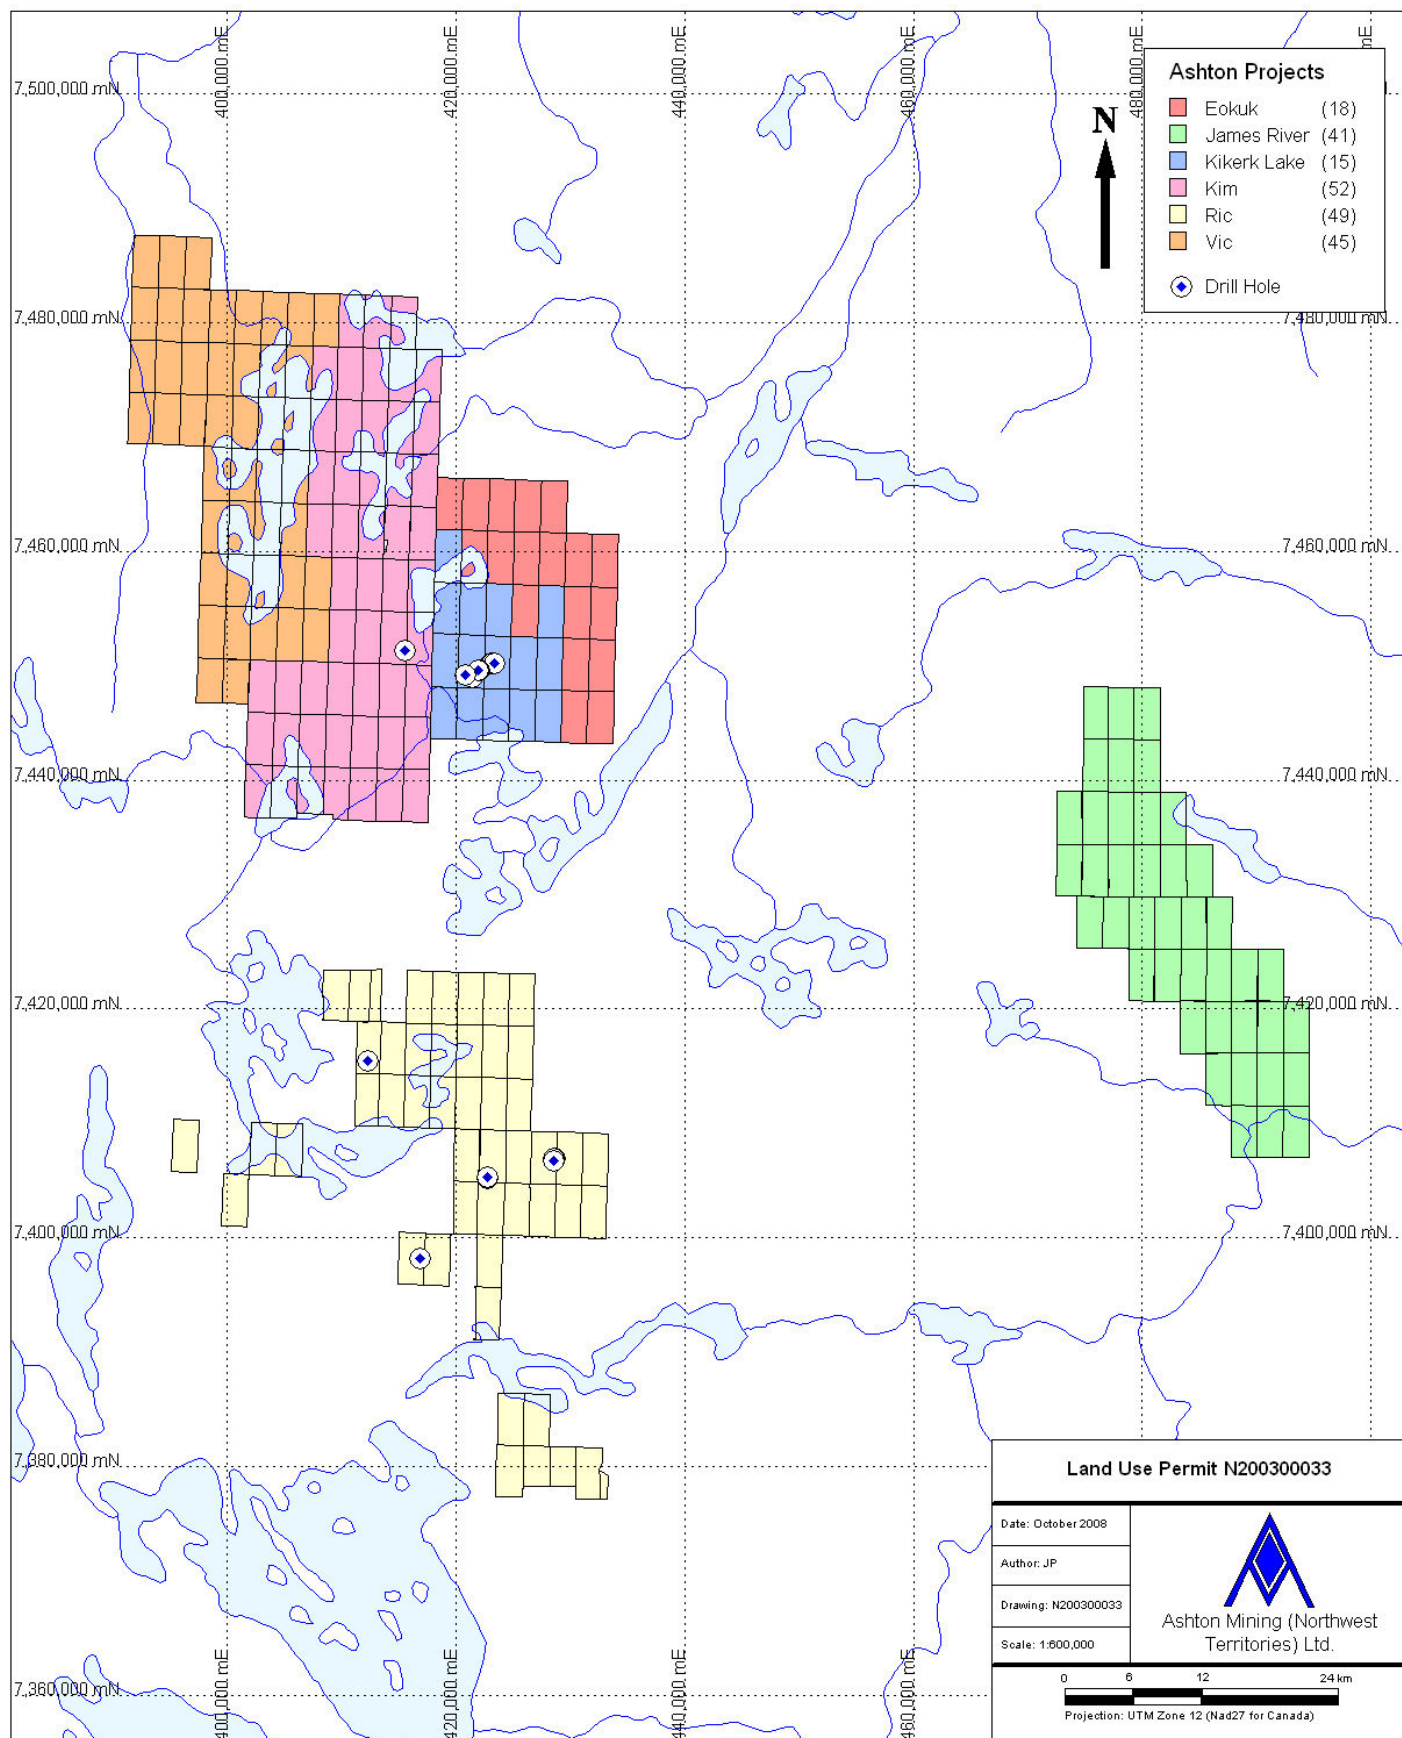 400,000 mE
420,000 mE
440,000 mE
460,000 mE
480,000 mE
mE
7,500,000 mN
Ashton Projects
Eokuk (18)
James River (41)
Kikerk Lake (15)
Kim (52)
Ric (49)
Vic (45)
Drill Hole
N
7,480,000 mN
7,480,000 mN
7,460,000 mN
7,460,000 mN
7,440,000 mN
7,440,000 mN
7,420,000 mN
7,420,000 mN
7,400,000 mN
7,400,000 mN
7,380,000 mN
7,360,000 mN
400,000 mE
420,000 mE
440,000 mE
460,000 mE
Land Use Permit N200300033
Date: October 2008
Author: JP
Drawing: N200300033
Scale: 1:600,000
Ashton Mining (Northwest
Territories) Ltd.
0 6 12 24 km
Projection: UTM Zone 12 (Nad27 for Canada)